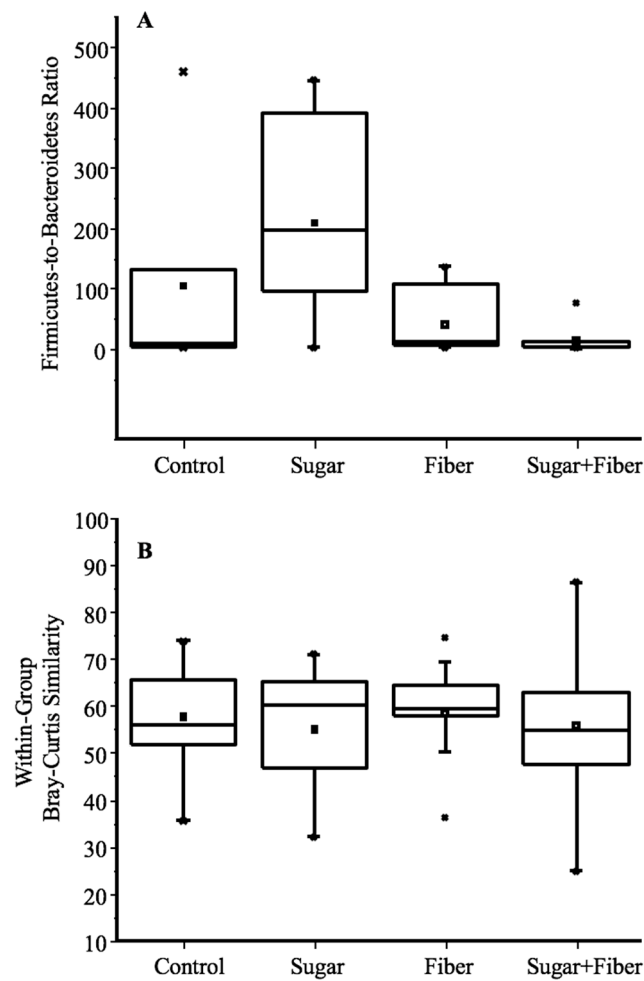 A
Firmicutes-to-Bacteroidetes Ratio
500
400
300
200
100
0
Control
Sugar
Fiber
Sugar+Fiber
B
Within-Group
Bray-Curtis Similarity
100
90
80
70
60
50
40
30
20
10
Control
Sugar
Fiber
Sugar+Fiber